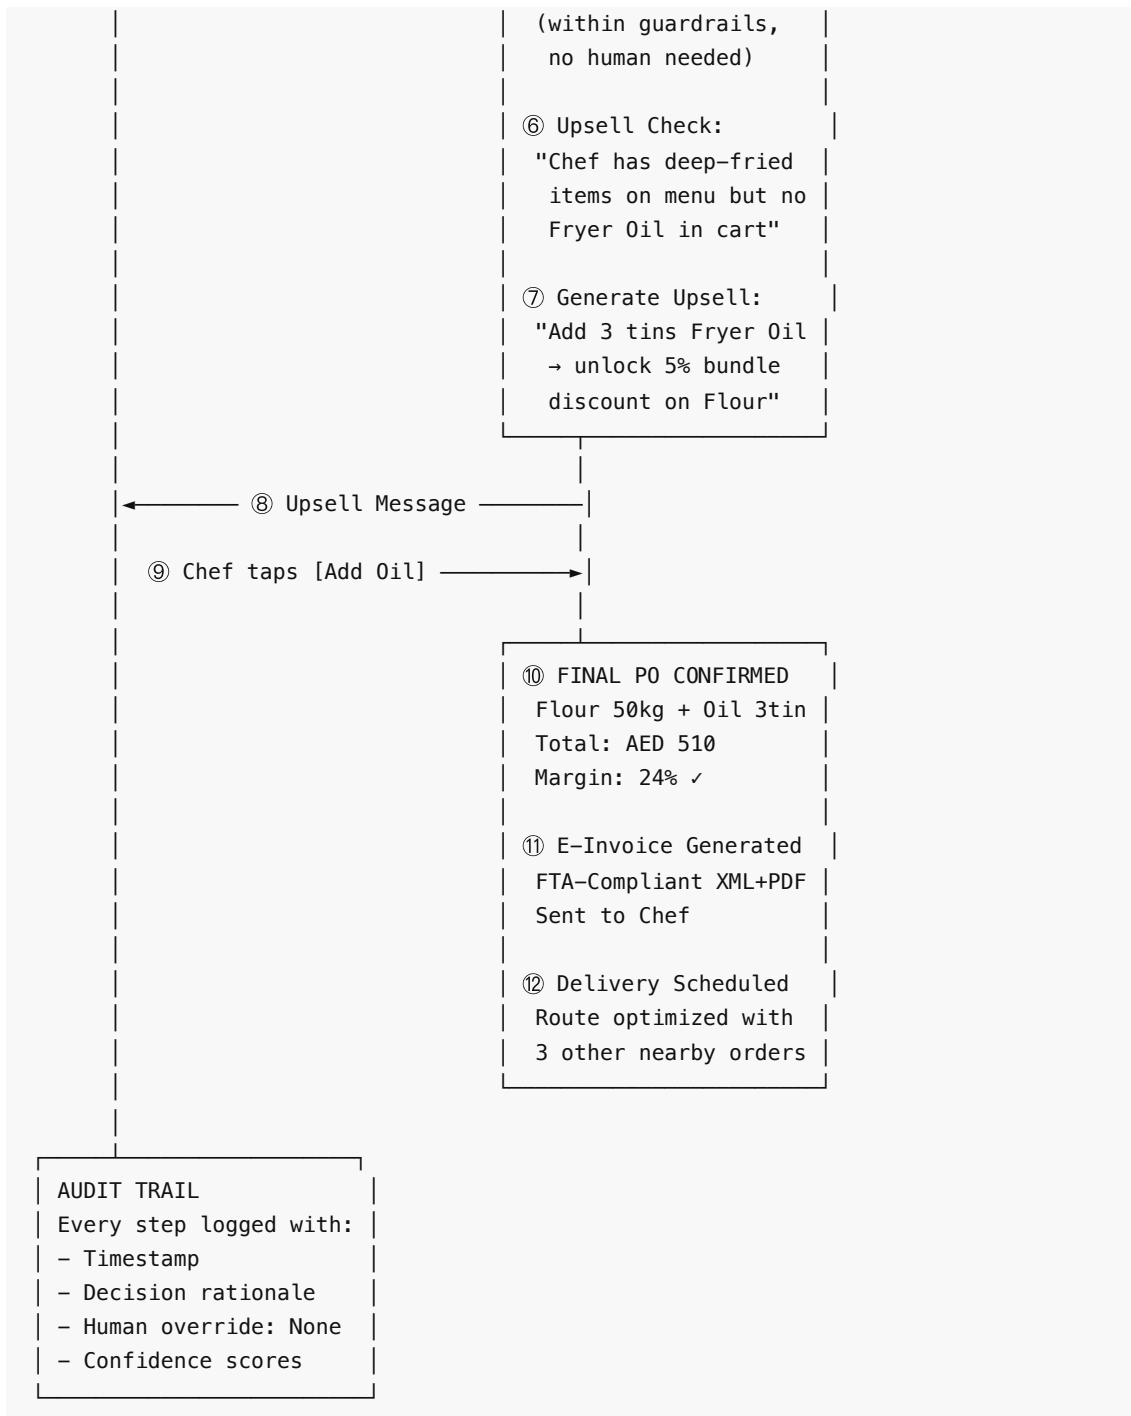 (within guardrails,
no human needed)
⑥ Upsell Check:
"Chef has deep-fried
items on menu but no
Fryer Oil in cart"
⑦ Generate Upsell:
"Add 3 tins Fryer Oil
→ unlock 5% bundle
discount on Flour"
⑧ Upsell Message
⑨ Chef taps [Add Oil]
⑩ FINAL PO CONFIRMED
Flour 50kg + Oil 3tin
Total: AED 510
Margin: 24% ✓
⑪ E-Invoice Generated
FTA-Compliant XML+PDF
Sent to Chef
⑫ Delivery Scheduled
Route optimized with
3 other nearby orders
AUDIT TRAIL
Every step logged with:
- Timestamp
- Decision rationale
- Human override: None
- Confidence scores